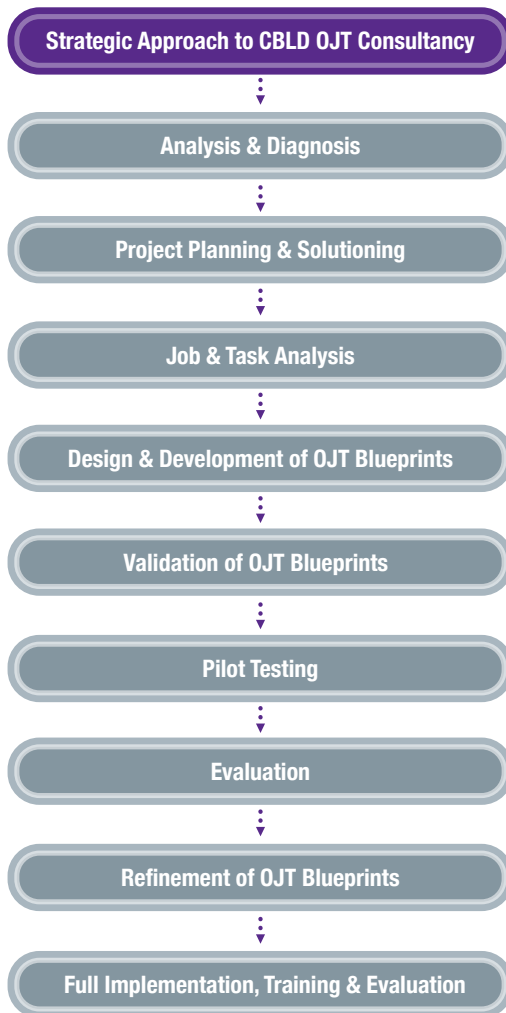 Strategic Approach to CBLD OJT Consultancy
Analysis & Diagnosis
Project Planning & Solutioning
Job & Task Analysis
Design & Development of OJT Blueprints
Validation of OJT Blueprints
Pilot Testing
Evaluation
Refinement of OJT Blueprints
Full Implementation, Training & Evaluation